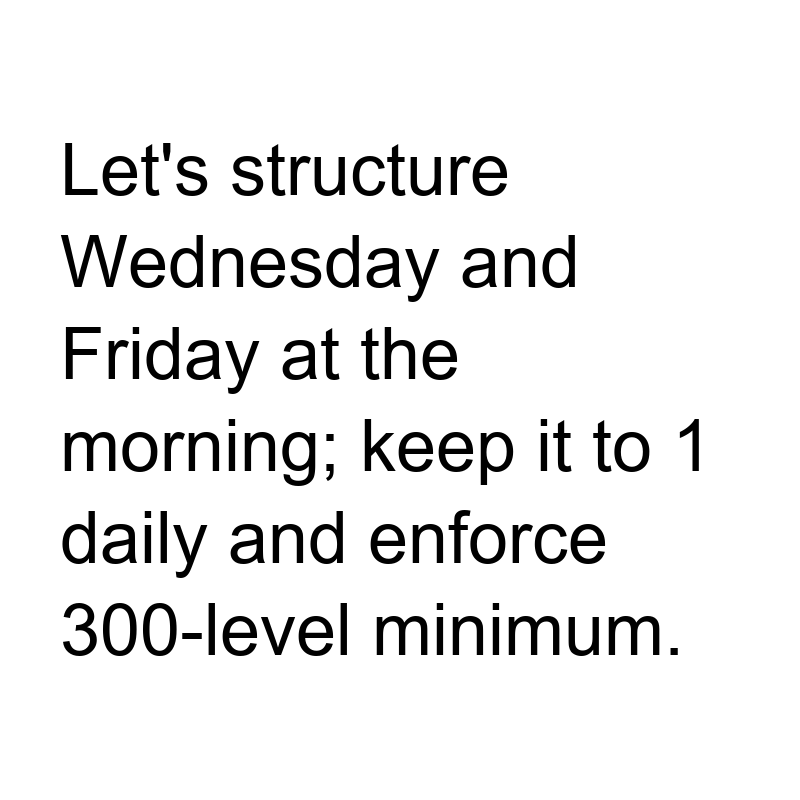 Let's structure
Wednesday and
Friday at the
morning; keep it to 1
daily and enforce
300-level minimum.